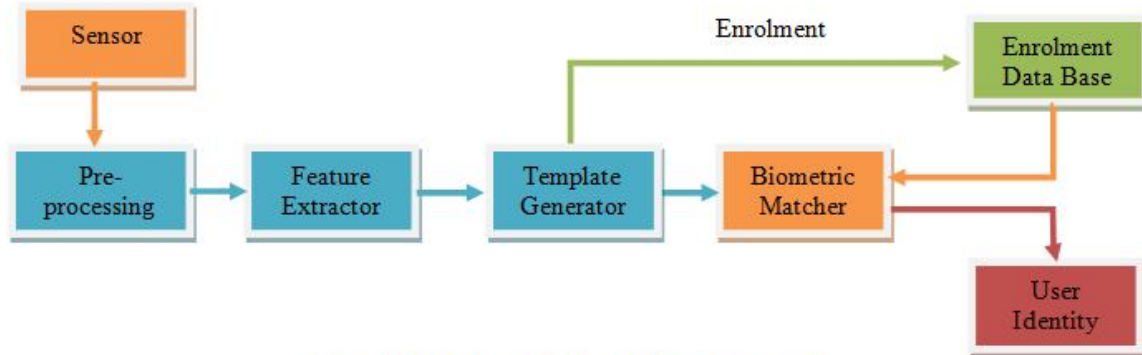 Sensor
Enrolment
Enrolment
Data Base
Pre-
processing
Feature
Extractor
Template
Generator
Biometric
Matcher
User
Identity